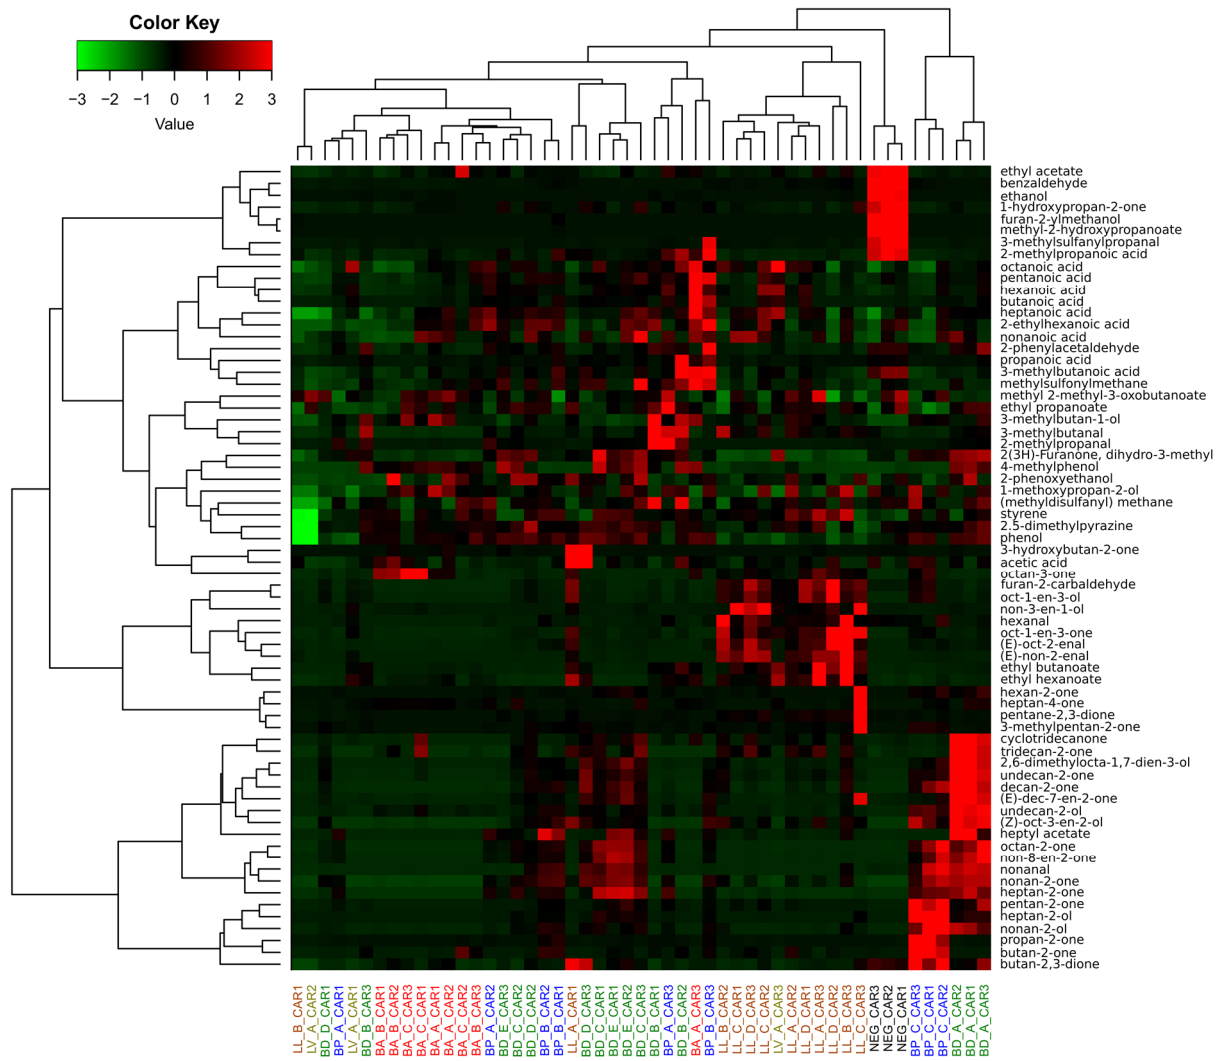 Color Key
−3 −2 −1 0 1 2 3
Value
ethyl acetate
benzaldehyde
ethanol
1-hydroxypropan-2-one
furan-2-ylmethanol
methyl-2-hydroxypropanoate
3-methylsulfanylpropanal
2-methylpropanoic acid
octanoic acid
pentanoic acid
hexanoic acid
butanoic acid
heptanoic acid
2-ethylhexanoic acid
nonanoic acid
2-phenylacetaldehyde
propanoic acid
3-methylbutanoic acid
methylsulfonylmethane
methyl 2-methyl-3-oxobutanoate
ethyl propanoate
3-methylbutan-1-ol
3-methylbutanal
2-methylpropanal
2(3H)-Furanone, dihydro-3-methyl
4-methylphenol
2-phenoxyethanol
1-methoxypropan-2-ol
(methyldisulfanyl) methane
styrene
2.5-dimethylpyrazine
phenol
3-hydroxybutan-2-one
acetic acid
octan-3-one
furan-2-carbaldehyde
oct-1-en-3-ol
non-3-en-1-ol
hexanal
oct-1-en-3-one
(E)-oct-2-enal
(E)-non-2-enal
ethyl butanoate
ethyl hexanoate
hexan-2-one
heptan-4-one
pentane-2,3-dione
3-methylpentan-2-one
cyclotridecanone
tridecan-2-one
2,6-dimethylocta-1,7-dien-3-ol
undecan-2-one
decan-2-one
(E)-dec-7-en-2-one
undecan-2-ol
(Z)-oct-3-en-2-ol
heptyl acetate
octan-2-one
non-8-en-2-one
nonanal
nonan-2-one
heptan-2-one
pentan-2-one
heptan-2-ol
nonan-2-ol
propan-2-one
butan-2-one
butan-2,3-dione
LL_B_CAR1
LV_A_CAR2
BD_D_CAR1
BP_A_CAR1
LV_A_CAR1
BD_B_CAR3
BA_B_CAR1
BA_B_CAR2
BA_B_CAR3
BA_C_CAR1
BA_A_CAR1
BA_A_CAR2
BA_C_CAR2
BA_B_CAR3
BP_A_CAR2
BD_E_CAR3
BD_C_CAR2
BD_D_CAR2
BP_B_CAR2
BP_B_CAR1
LL_A_CAR1
BD_D_CAR3
BD_C_CAR1
BD_E_CAR1
BD_E_CAR2
BD_C_CAR3
BD_B_CAR1
BP_A_CAR3
BD_B_CAR2
BA_A_CAR3
BP_B_CAR3
LL_B_CAR2
LL_C_CAR1
LL_D_CAR3
LL_C_CAR2
LV_A_CAR3
LL_A_CAR2
LL_D_CAR1
LL_A_CAR3
LL_D_CAR2
LL_B_CAR3
LL_C_CAR3
NEG_CAR3
NEG_CAR2
NEG_CAR1
BP_C_CAR3
BP_C_CAR1
BP_C_CAR2
BD_A_CAR2
BD_A_CAR1
BD_A_CAR3